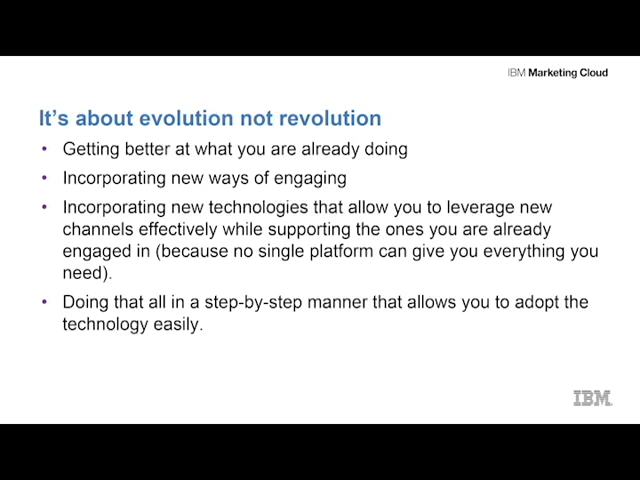 IBM Marketing Cloud
It's about evolution not revolution
• Getting better at what you are already doing
• Incorporating new ways of engaging
• Incorporating new technologies that allow you to leverage new
channels effectively while supporting the ones you are already
engaged in (because no single platform can give you everything you
need).
• Doing that all in a step-by-step manner that allows you to adopt the
technology easily.
IBM